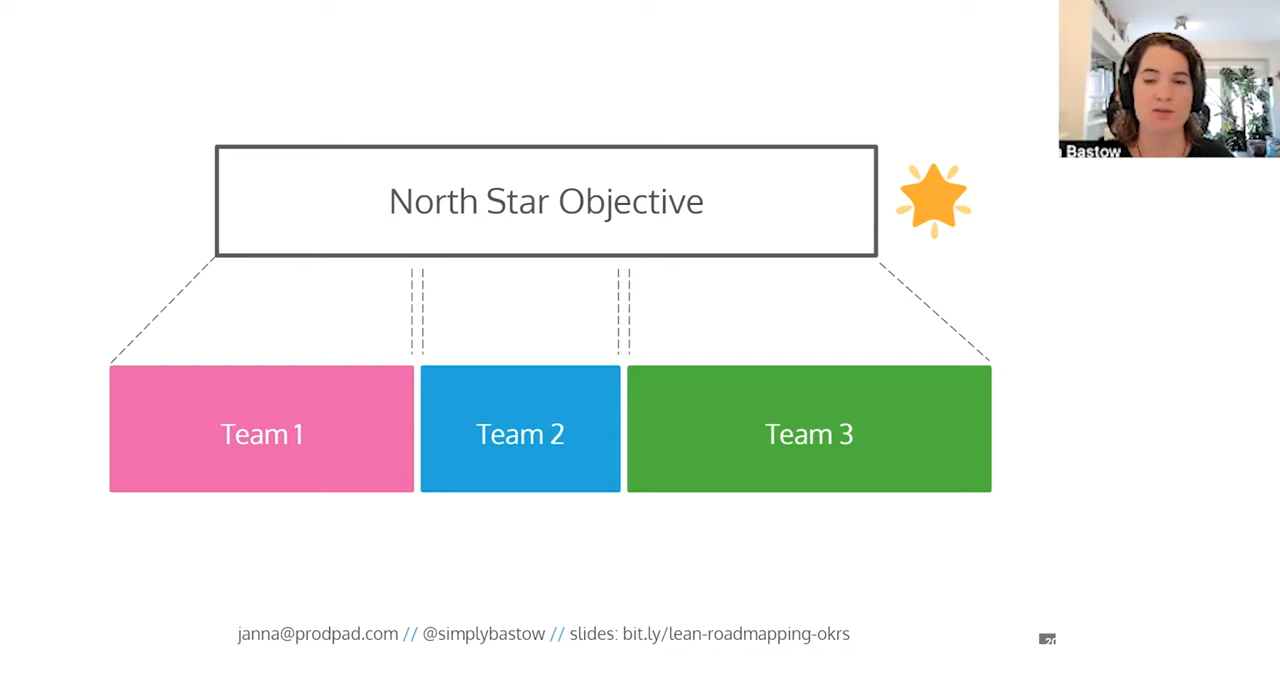 Bastow
North Star Objective
Team 1
Team 2
Team 3
janna@prodpad.com // @simplybastow // slides: bit.ly/lean-roadmapping-okrs